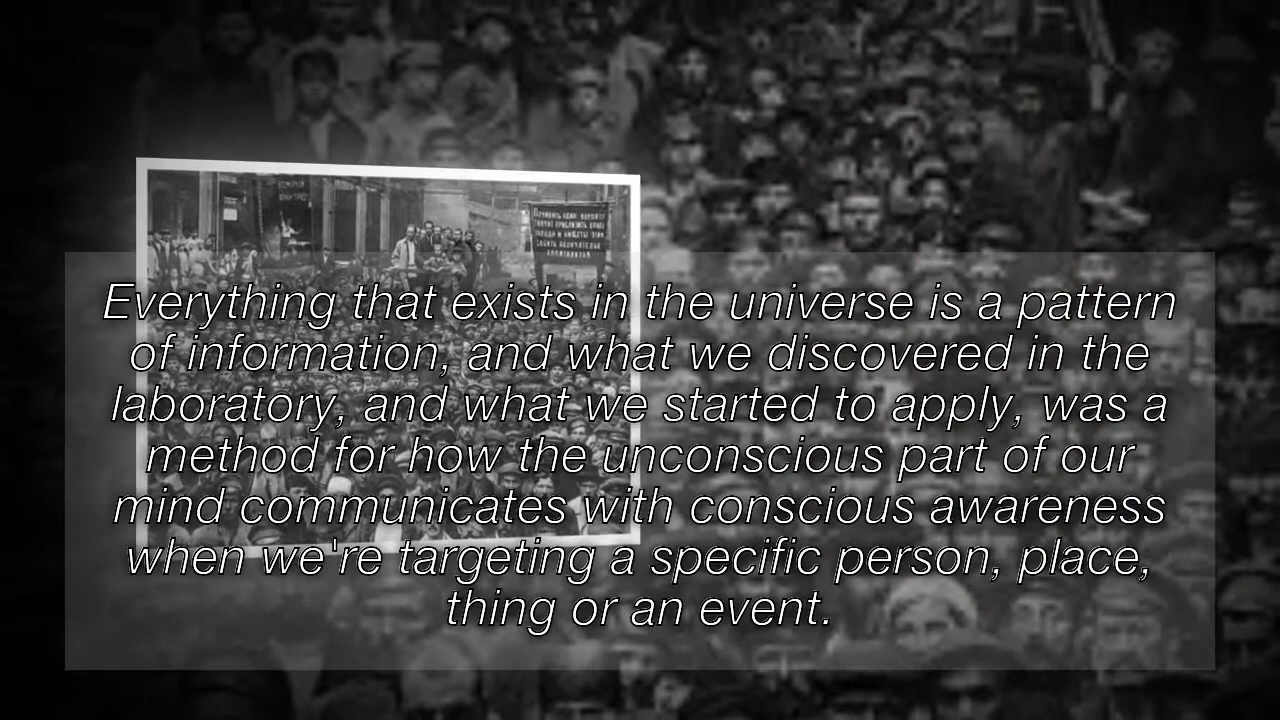 Everything that exists in the universe is a pattern
of information, and what we discovered in the
laboratory, and what we started to apply, was a
method for how the unconscious part of our
mind communicates with conscious awareness
when we're targeting a specific person, place,
thing or an event.